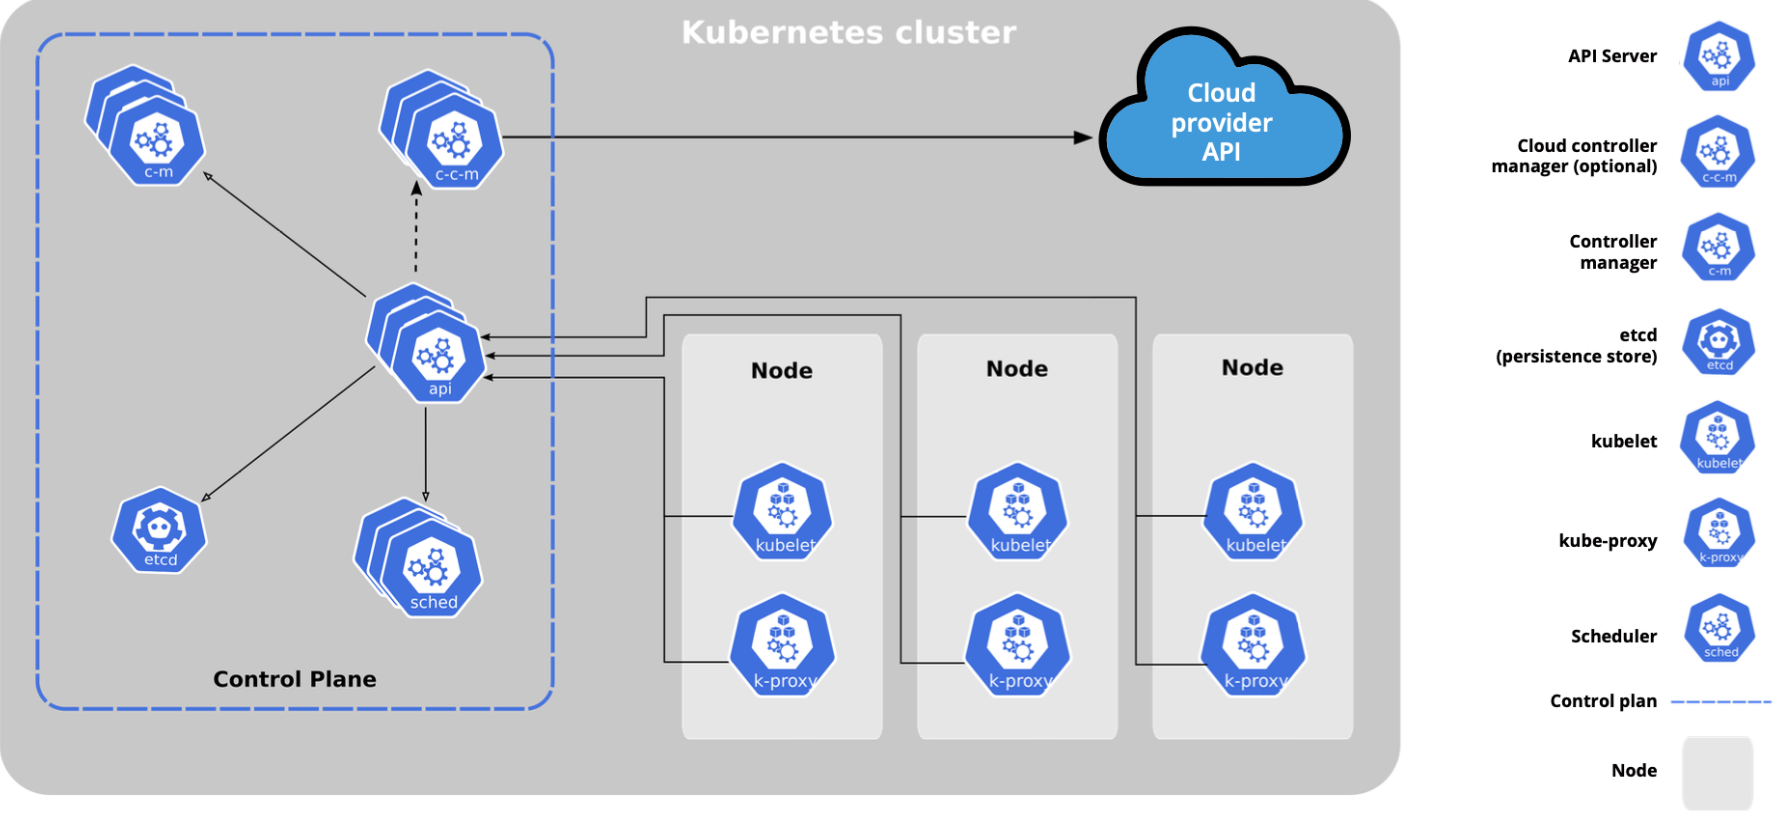 Kubernetes cluster
Cloud
provider
API
c-m
c-c-m
api
etcd
sched
Control Plane
Node
kubelet
k-proxy
Node
kubelet
k-proxy
Node
kubelet
k-proxy
API Server
api
Cloud controller
manager (optional)
c-c-m
Controller
manager
c-m
etcd
(persistence store)
etcd
kubelet
kubelet
kube-proxy
k-proxy
Scheduler
sched
Control plan
Node